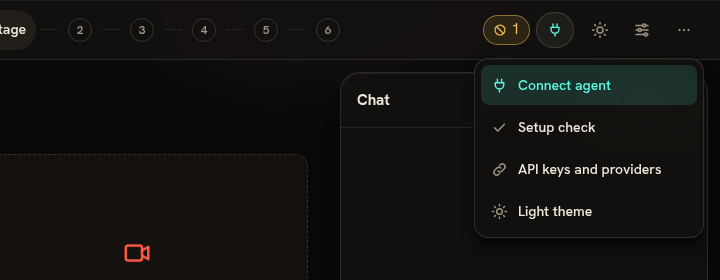 tage
2
3
4
5
6
1
Chat
Connect agent
Setup check
API keys and providers
Light theme